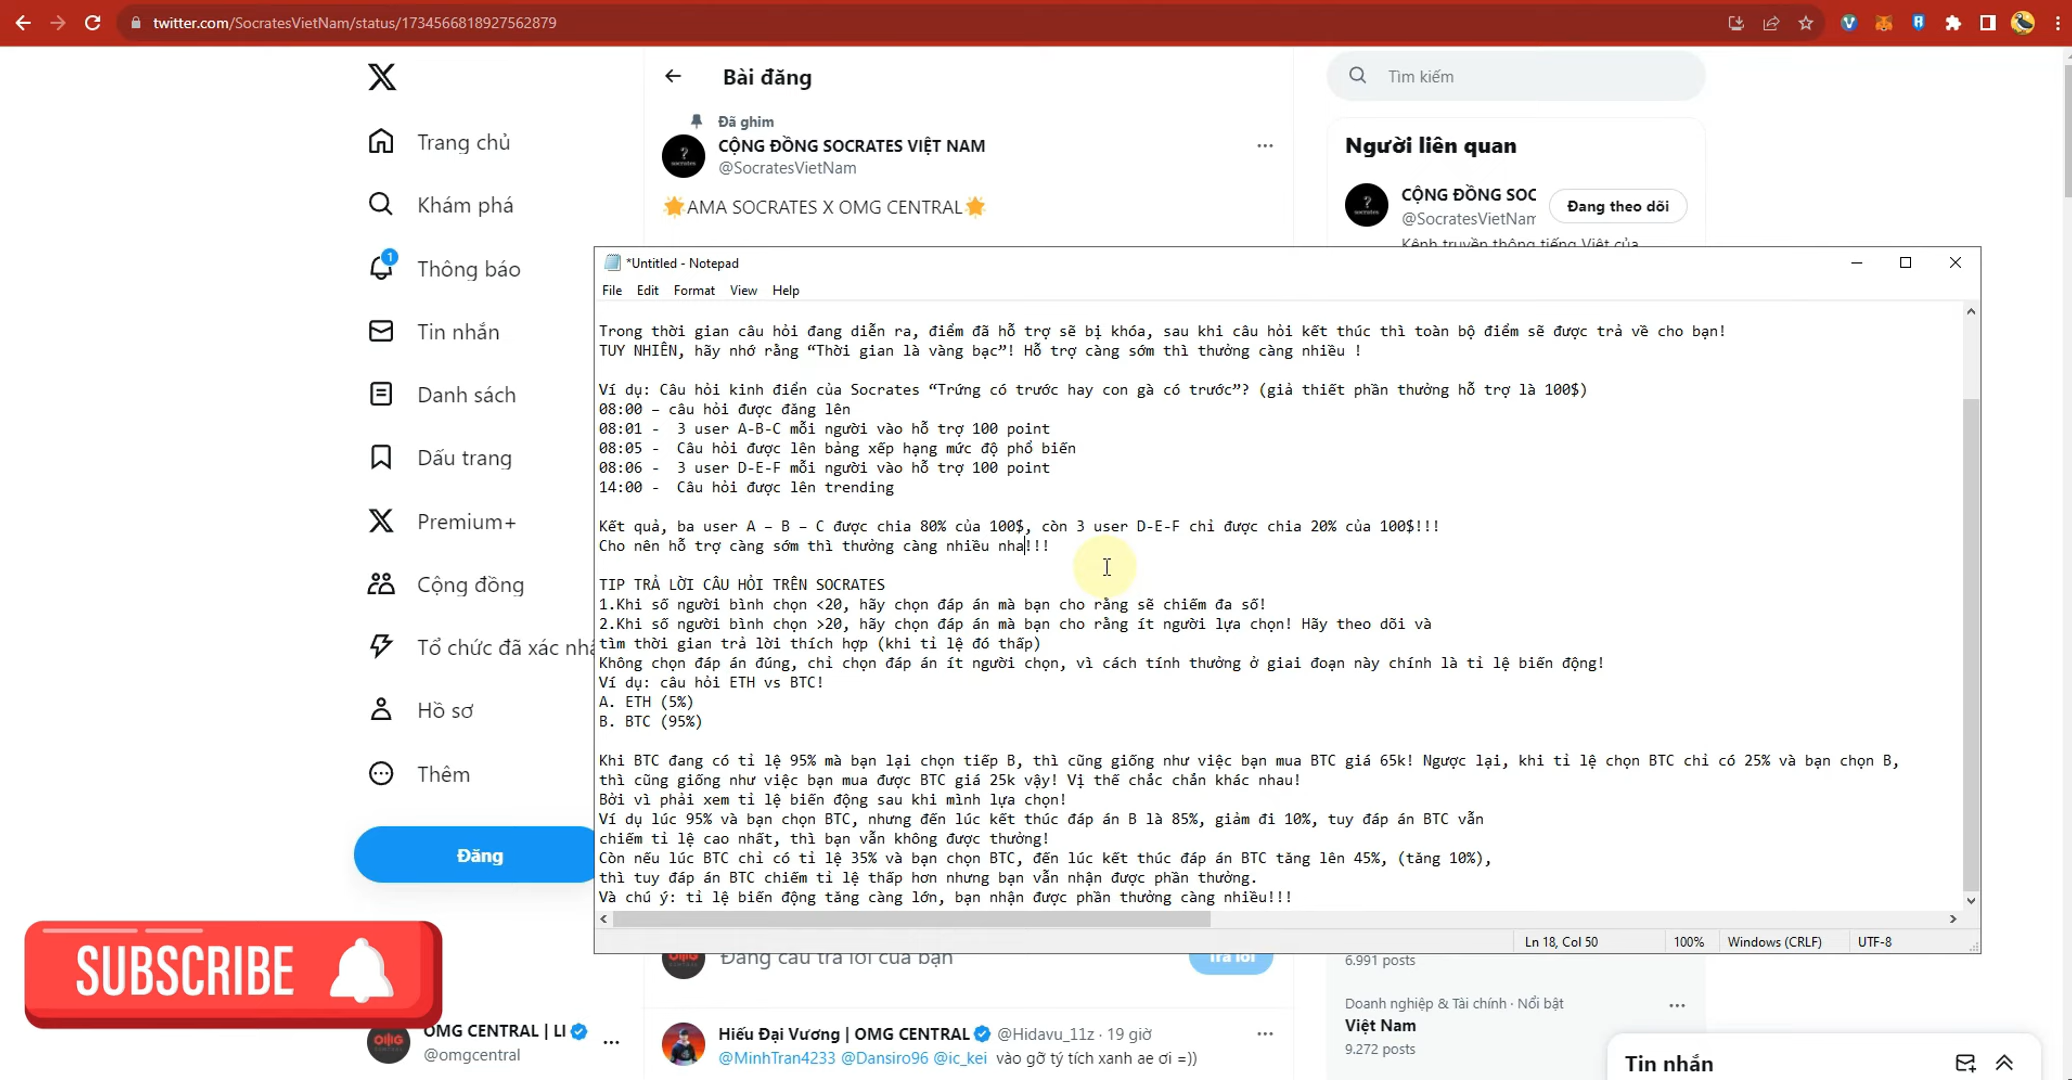 twitter.com/SocratesVietNam/status/1734566818927562879
Trang chủ
Khám phá
1
Thông báo
Tin nhắn
Danh sách
Dấu trang
Premium+
Cộng đồng
Tổ chức đã xác nhậ
Hồ sơ
Thêm
Đăng
SUBSCRIBE
OMG CENTRAL | LI
@omgcentral
Bài đăng
Đã ghim
CỘNG ĐỒNG SOCRATES VIỆT NAM
@SocratesVietNam
🌟AMA SOCRATES X OMG CENTRAL🌟
Tìm kiếm
Người liên quan
CỘNG ĐỒNG SOC
@SocratesVietNam
Đang theo dõi
Kênh truyền thông tiếng Việt của
*Untitled - Notepad
File Edit Format View Help
Trong thời gian câu hỏi đang diễn ra, điểm đã hỗ trợ sẽ bị khóa, sau khi câu hỏi kết thúc thì toàn bộ điểm sẽ được trả về cho bạn!
TUY NHIÊN, hãy nhớ rằng “Thời gian là vàng bạc”! Hỗ trợ càng sớm thì thưởng càng nhiều !
Ví dụ: Câu hỏi kinh điển của Socrates “Trứng có trước hay con gà có trước”? (giả thiết phần thưởng hỗ trợ là 100$)
08:00 – câu hỏi được đăng lên
08:01 -  3 user A-B-C mỗi người vào hỗ trợ 100 point
08:05 -  Câu hỏi được lên bảng xếp hạng mức độ phổ biến
08:06 -  3 user D-E-F mỗi người vào hỗ trợ 100 point
14:00 -  Câu hỏi được lên trending
Kết quả, ba user A – B – C được chia 80% của 100$, còn 3 user D-E-F chỉ được chia 20% của 100$!!!
Cho nên hỗ trợ càng sớm thì thưởng càng nhiều nha!!!
TIP TRẢ LỜI CÂU HỎI TRÊN SOCRATES
1.Khi số người bình chọn <20, hãy chọn đáp án mà bạn cho rằng sẽ chiếm đa số!
2.Khi số người bình chọn >20, hãy chọn đáp án mà bạn cho rằng ít người lựa chọn! Hãy theo dõi và
tìm thời gian trả lời thích hợp (khi tỉ lệ đó thấp)
Không chọn đáp án đúng, chỉ chọn đáp án ít người chọn, vì cách tính thưởng ở giai đoạn này chính là tỉ lệ biến động!
Ví dụ: câu hỏi ETH vs BTC!
A. ETH (5%)
B. BTC (95%)
Khi BTC đang có tỉ lệ 95% mà bạn lại chọn tiếp B, thì cũng giống như việc bạn mua BTC giá 65k! Ngược lại, khi tỉ lệ chọn BTC chỉ có 25% và bạn chọn B,
thì cũng giống như việc bạn mua được BTC giá 25k vậy! Vị thế chắc chắn khác nhau!
Bởi vì phải xem tỉ lệ biến động sau khi mình lựa chọn!
Ví dụ lúc 95% và bạn chọn BTC, nhưng đến lúc kết thúc đáp án B là 85%, giảm đi 10%, tuy đáp án BTC vẫn
chiếm tỉ lệ cao nhất, thì bạn vẫn không được thưởng!
Còn nếu lúc BTC chỉ có tỉ lệ 35% và bạn chọn BTC, đến lúc kết thúc đáp án BTC tăng lên 45%, (tăng 10%),
thì tuy đáp án BTC chiếm tỉ lệ thấp hơn nhưng bạn vẫn nhận được phần thưởng.
Và chú ý: tỉ lệ biến động tăng càng lớn, bạn nhận được phần thưởng càng nhiều!!!
Ln 18, Col 50 100% Windows (CRLF) UTF-8
Đăng câu trả lời của bạn
Trả lời
Hiếu Đại Vương | OMG CENTRAL @Hidavu_11z · 19 giờ
@MinhTran4233 @Dansiro96 @ic_kei vào gỡ tý tích xanh ae ơi =))
6.991 posts
Doanh nghiệp & Tài chính · Nổi bật
Việt Nam
9.272 posts
Tin nhắn